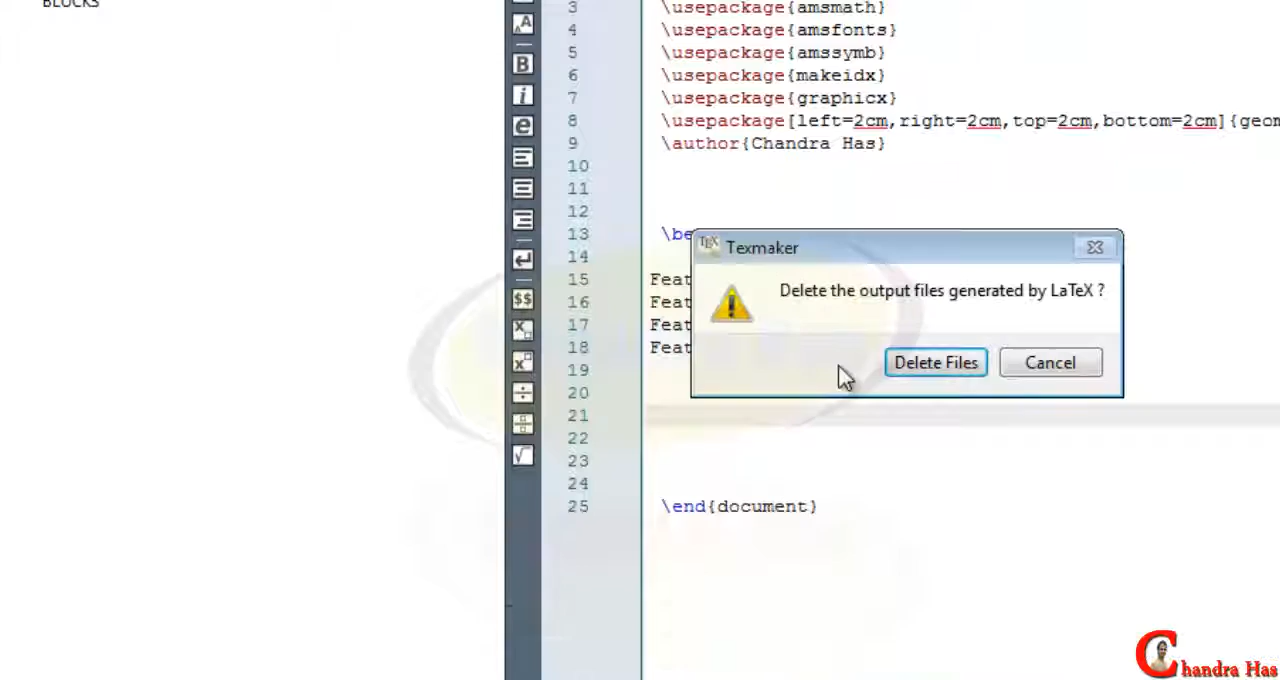 BLOCKS
3 \usepackage{amsmath}
4 \usepackage{amsfonts}
5 \usepackage{amssymb}
6 \usepackage{makeidx}
7 \usepackage{graphicx}
8 \usepackage[left=2cm,right=2cm,top=2cm,bottom=2cm]{geom
9 \author{Chandra Has}
10
11
12
13 \be
14
15 Feat
16 Feat
17 Feat
18 Feat
19
20
21
22
23
24
25 \end{document}
Texmaker
Delete the output files generated by LaTeX ?
Delete Files
Cancel
Chandra Has